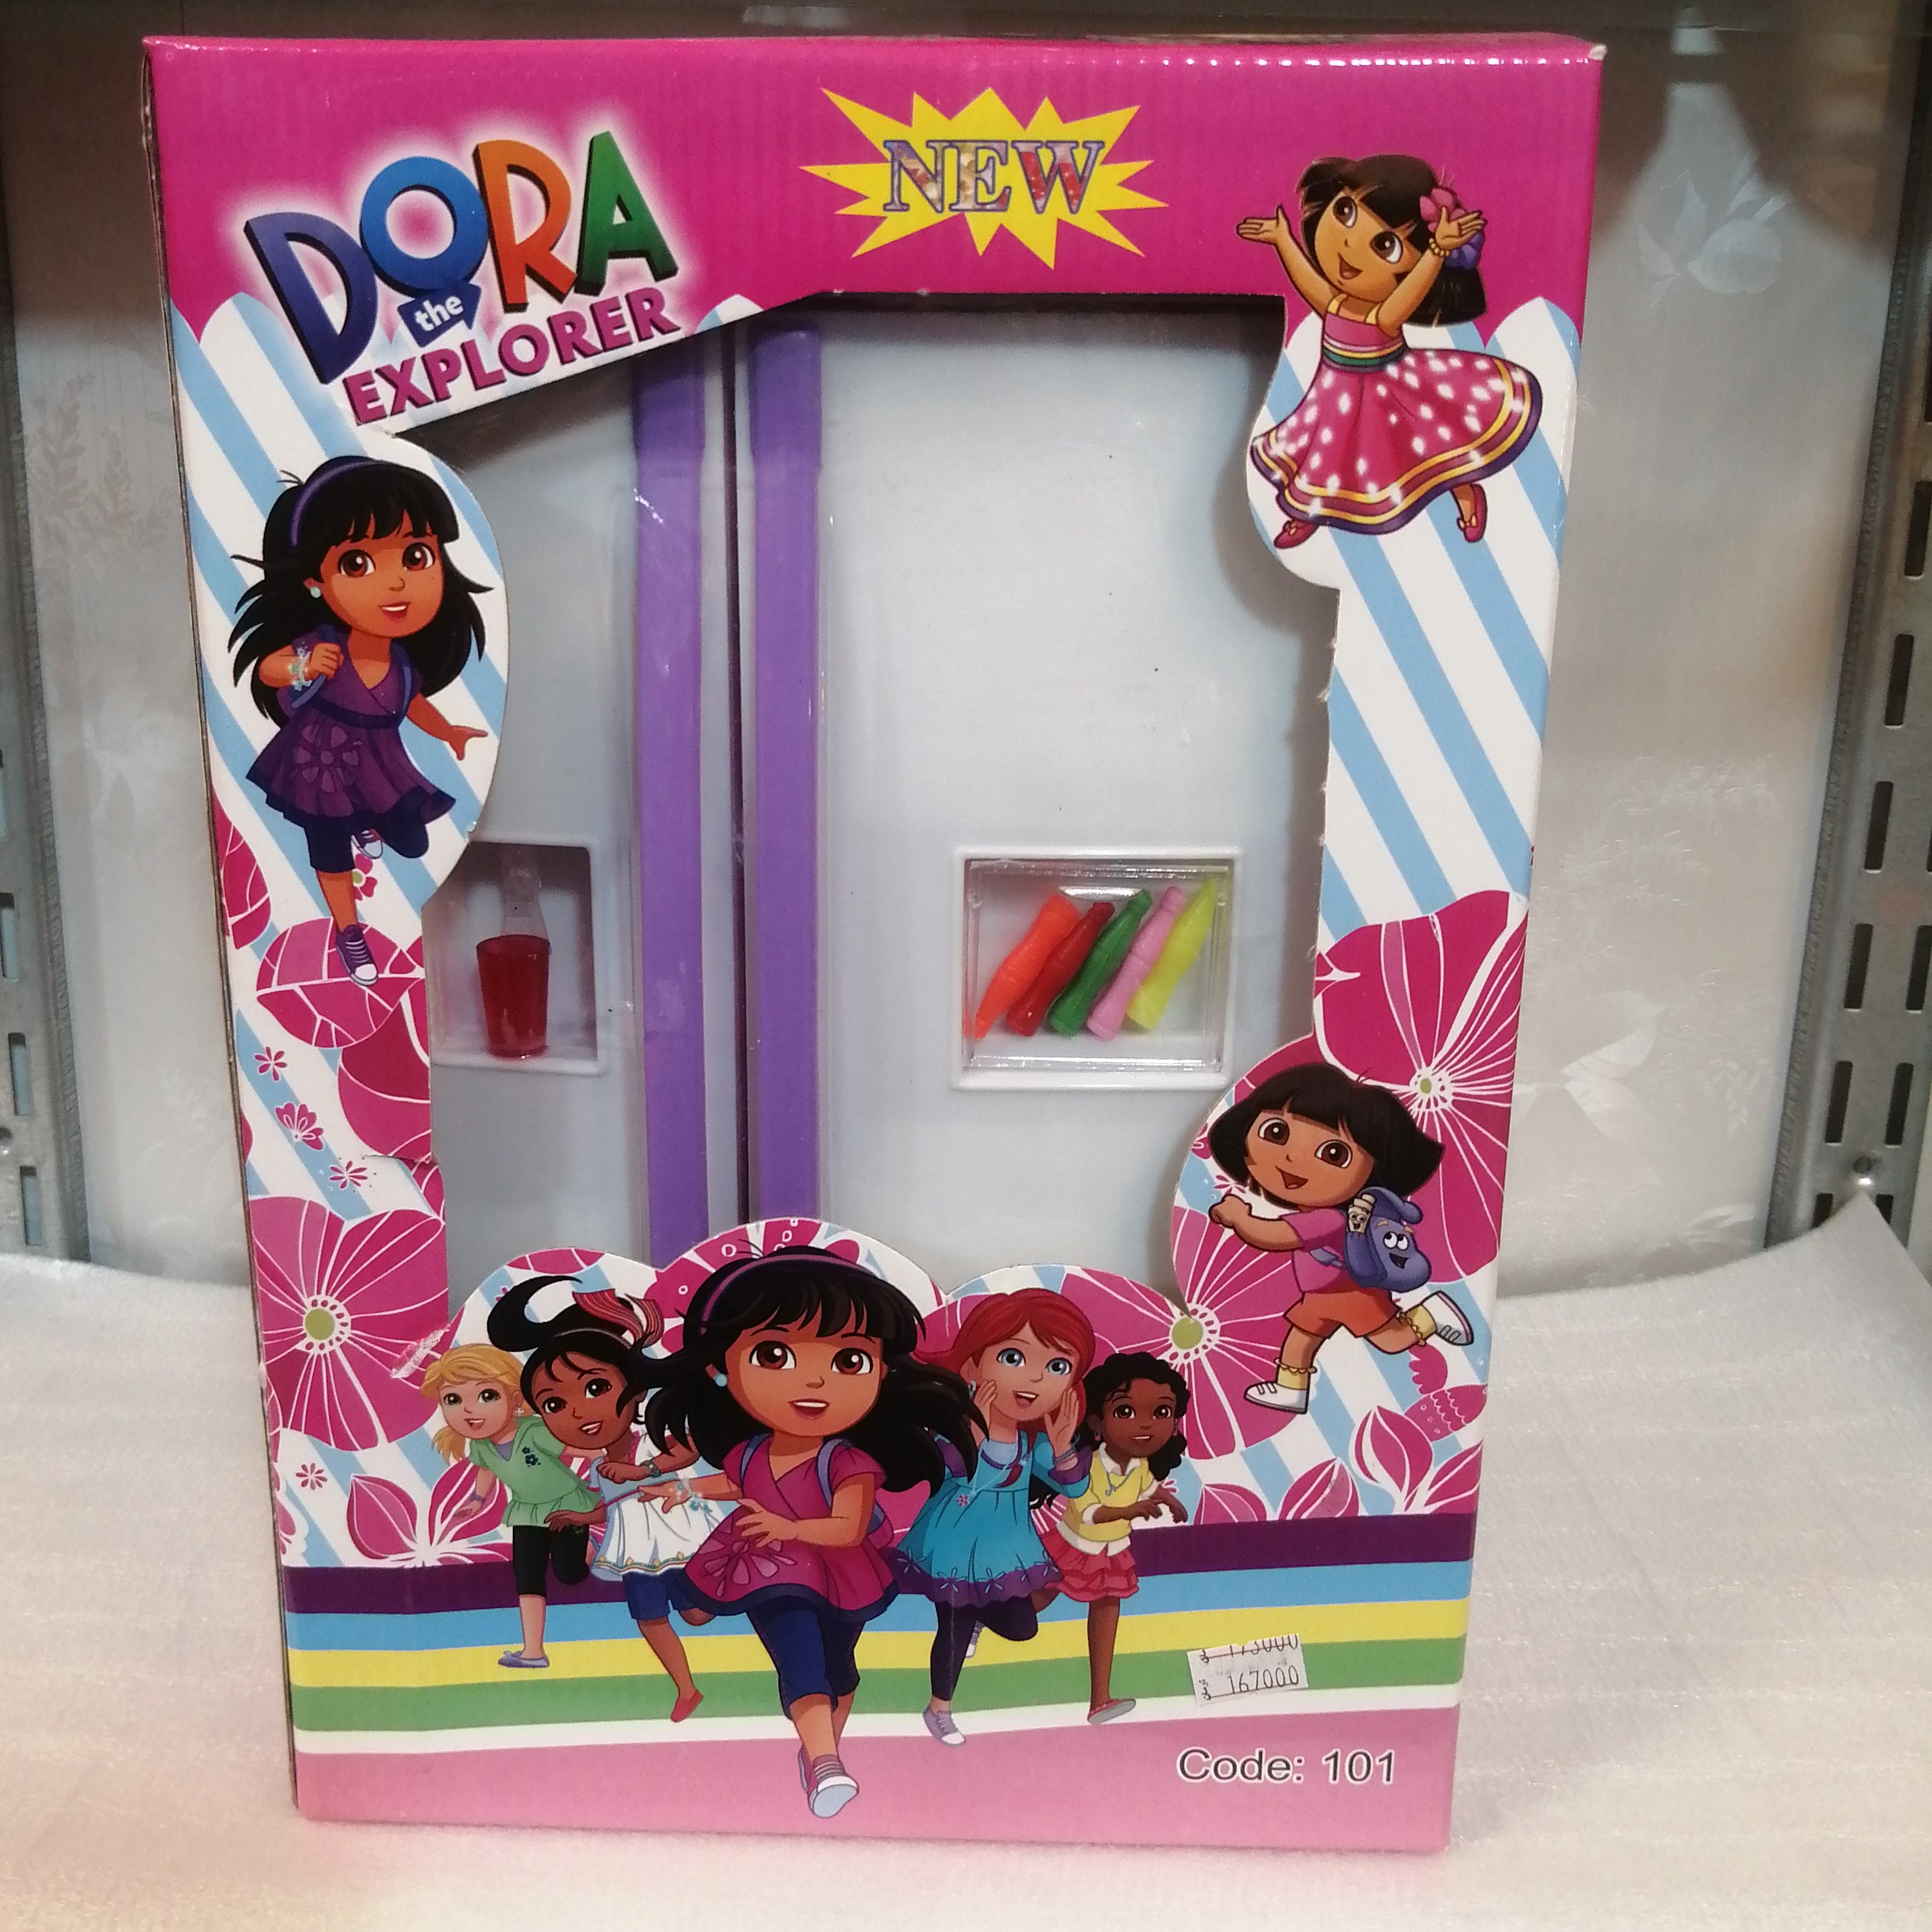 DORA
the
EXPLORER
NEW
167000
Code: 101